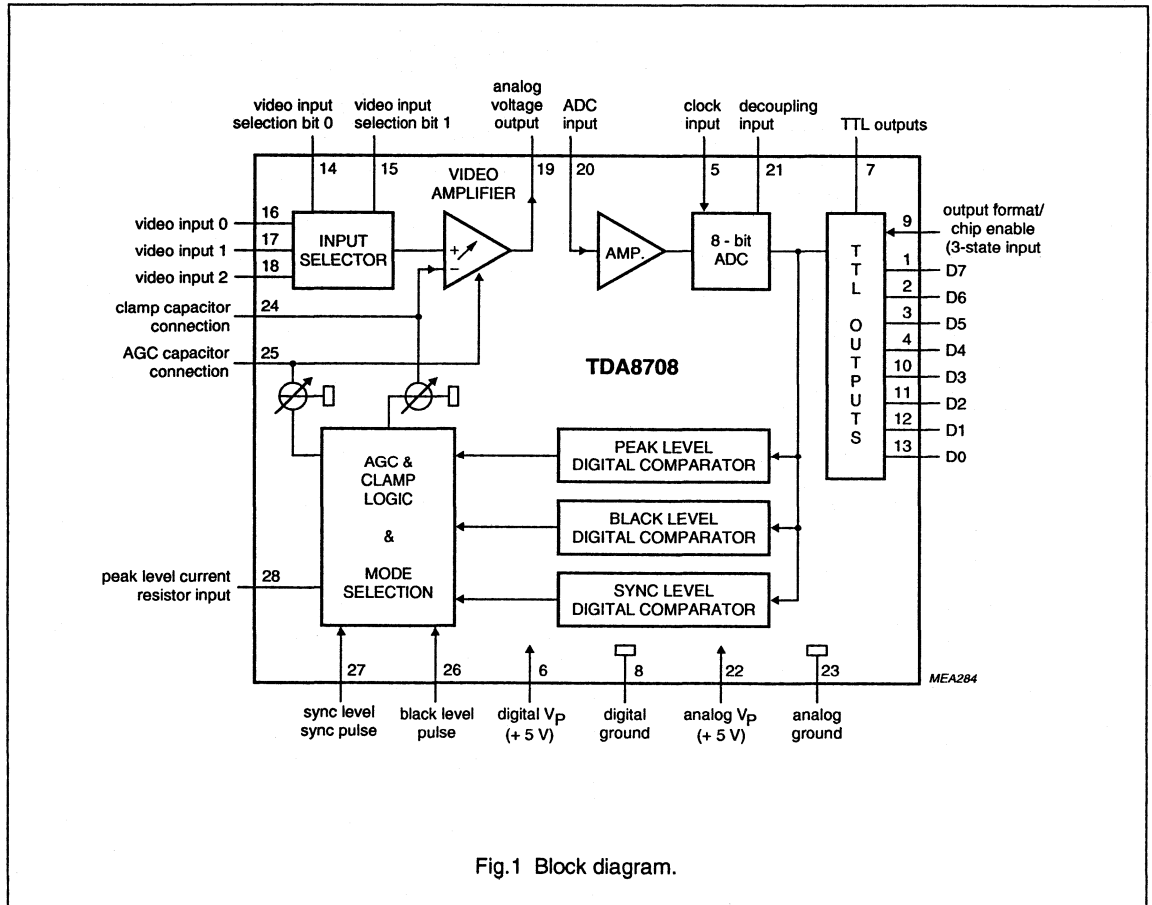 analog
voltage
output
ADC
input
clock
input
decoupling
input
video input
selection bit 0
video input
selection bit 1
TTL outputs
14
15
VIDEO
AMPLIFIER
19
20
5
21
7
video input 0
16
video input 1
17
video input 2
18
INPUT
SELECTOR
+
−
AMP.
8 - bit
ADC
TTL OUTPUTS
9
output format/
chip enable
(3-state input
1
D7
2
D6
3
D5
4
D4
10
D3
11
D2
12
D1
13
D0
clamp capacitor
connection
24
AGC capacitor
connection
25
TDA8708
AGC &
CLAMP
LOGIC
&
MODE
SELECTION
PEAK LEVEL
DIGITAL COMPARATOR
BLACK LEVEL
DIGITAL COMPARATOR
SYNC LEVEL
DIGITAL COMPARATOR
peak level current
resistor input
28
27
26
6
8
22
23
MEA284
sync level
sync pulse
black level
pulse
digital VP
(+ 5 V)
digital
ground
analog VP
(+ 5 V)
analog
ground
Fig.1 Block diagram.